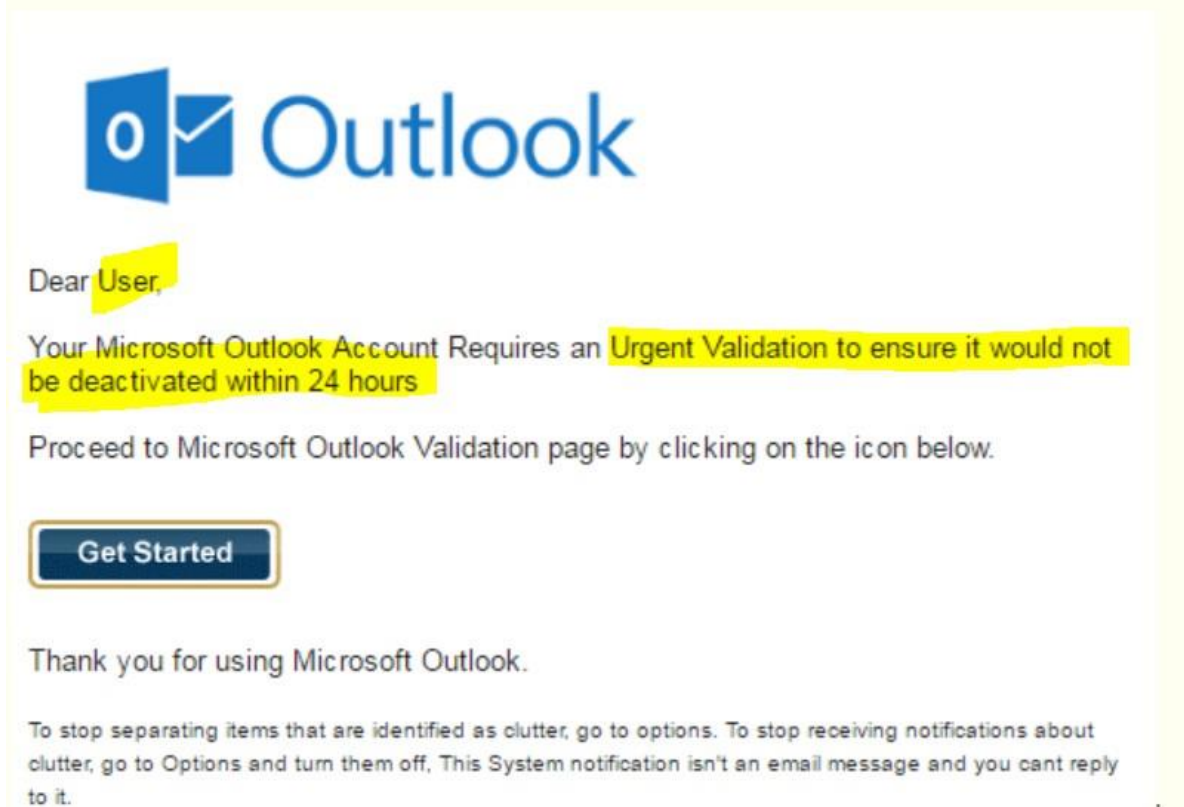 Outlook
Dear User,
Your Microsoft Outlook Account Requires an Urgent Validation to ensure it would not
be deactivated within 24 hours
Proceed to Microsoft Outlook Validation page by clicking on the icon below.
Get Started
Thank you for using Microsoft Outlook.
To stop separating items that are identified as clutter, go to options. To stop receiving notifications about
clutter, go to Options and turn them off, This System notification isn't an email message and you cant reply
to it.